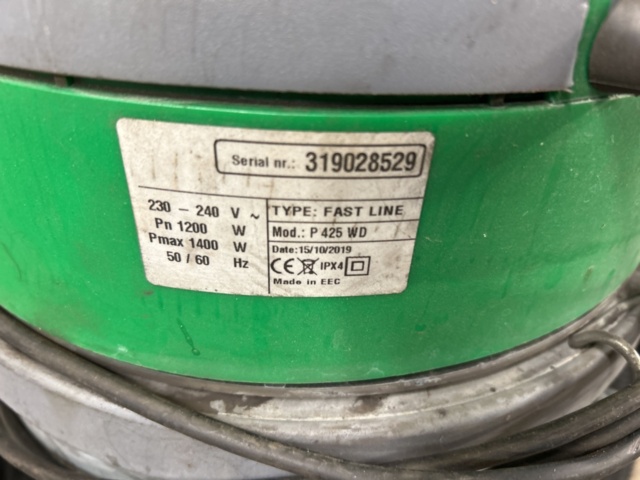 Serial nr.: 319028529
230 – 240 V ~
Pn 1200 W
Pmax 1400 W
50 / 60 Hz
TYPE: FAST LINE
Mod.: P 425 WD
Date:15/10/2019
CE IPX4
Made in EEC